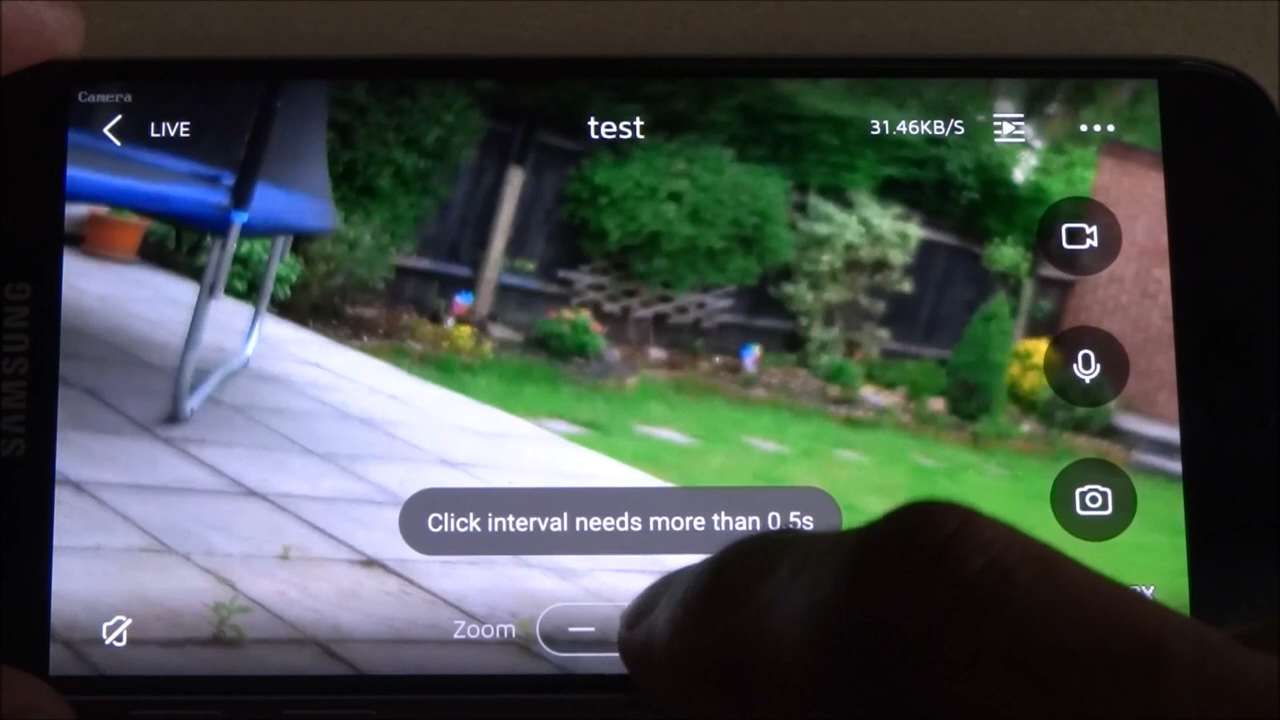 Camera
LIVE
test
31.46KB/S
Click interval needs more than 0.5s
Zoom
SAMSUNG